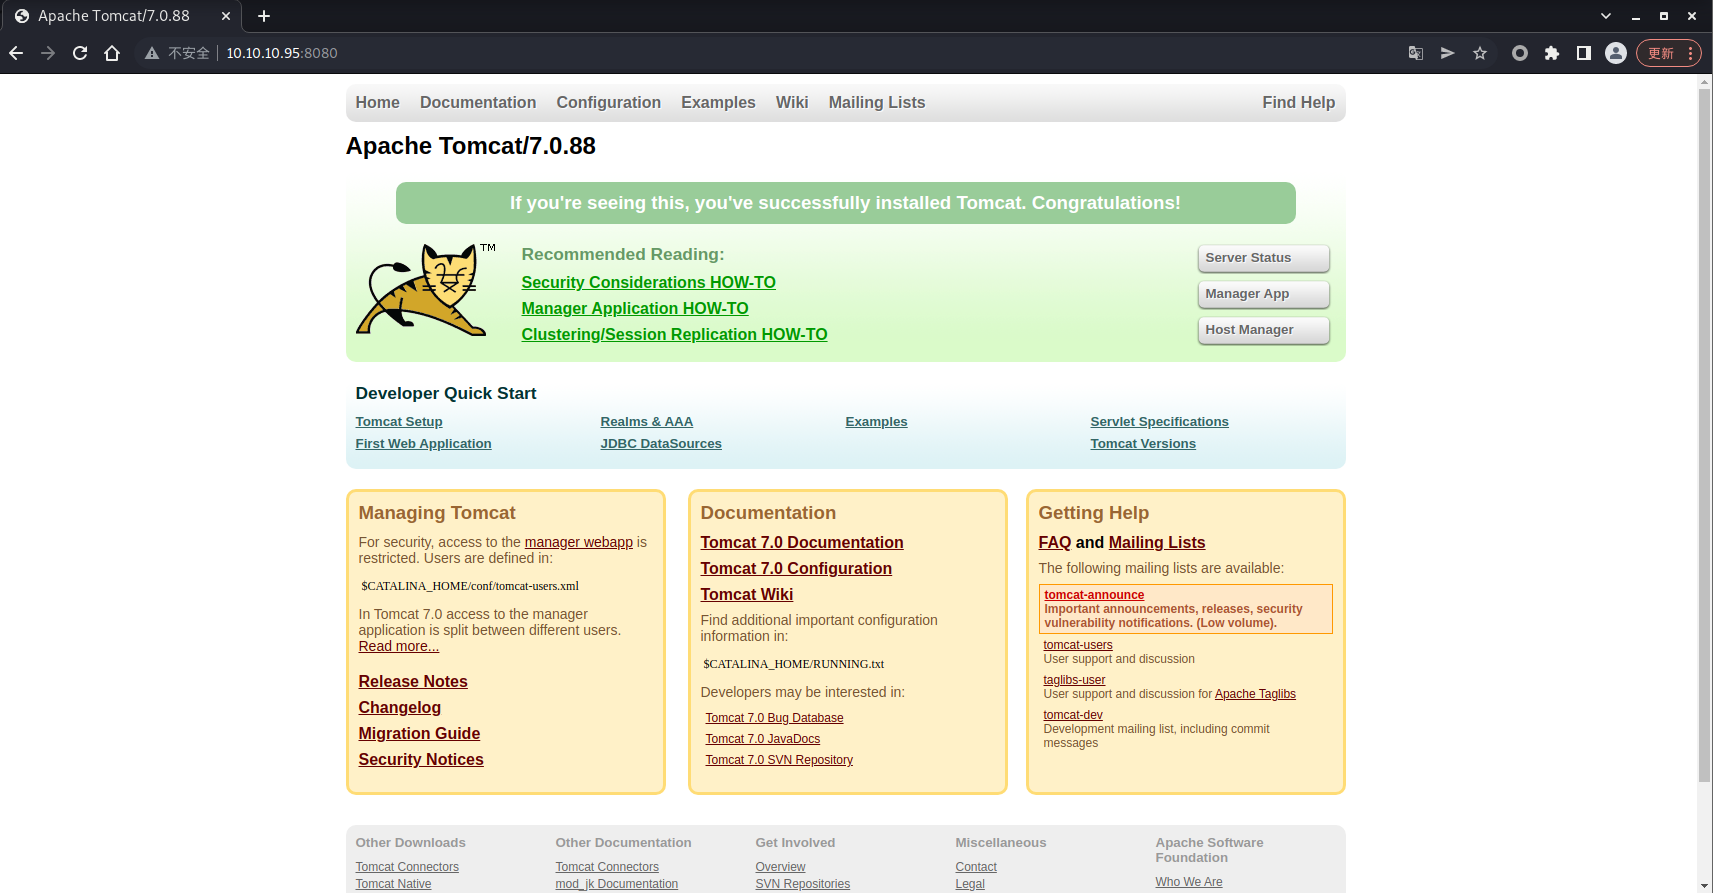 Apache Tomcat/7.0.88
不安全 10.10.10.95:8080
更新
Home Documentation Configuration Examples Wiki Mailing Lists Find Help
Apache Tomcat/7.0.88
If you're seeing this, you've successfully installed Tomcat. Congratulations!
TM
Recommended Reading:
Security Considerations HOW-TO
Manager Application HOW-TO
Clustering/Session Replication HOW-TO
Server Status
Manager App
Host Manager
Developer Quick Start
Tomcat Setup
First Web Application
Realms & AAA
JDBC DataSources
Examples
Servlet Specifications
Tomcat Versions
Managing Tomcat
For security, access to the manager webapp is
restricted. Users are defined in:
$CATALINA_HOME/conf/tomcat-users.xml
In Tomcat 7.0 access to the manager
application is split between different users.
Read more...
Release Notes
Changelog
Migration Guide
Security Notices
Documentation
Tomcat 7.0 Documentation
Tomcat 7.0 Configuration
Tomcat Wiki
Find additional important configuration
information in:
$CATALINA_HOME/RUNNING.txt
Developers may be interested in:
Tomcat 7.0 Bug Database
Tomcat 7.0 JavaDocs
Tomcat 7.0 SVN Repository
Getting Help
FAQ and Mailing Lists
The following mailing lists are available:
tomcat-announce
Important announcements, releases, security
vulnerability notifications. (Low volume).
tomcat-users
User support and discussion
taglibs-user
User support and discussion for Apache Taglibs
tomcat-dev
Development mailing list, including commit
messages
Other Downloads
Tomcat Connectors
Tomcat Native
Other Documentation
Tomcat Connectors
mod_jk Documentation
Get Involved
Overview
SVN Repositories
Miscellaneous
Contact
Legal
Apache Software
Foundation
Who We Are